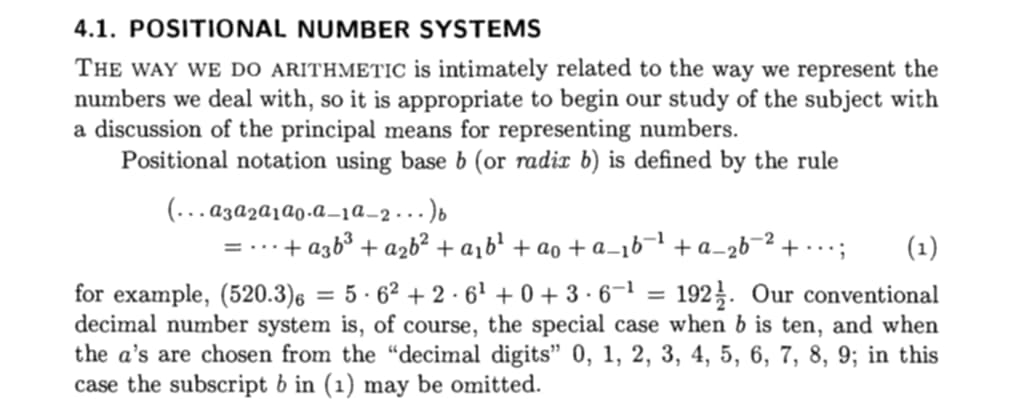 4.1. POSITIONAL NUMBER SYSTEMS
THE WAY WE DO ARITHMETIC is intimately related to the way we represent the
numbers we deal with, so it is appropriate to begin our study of the subject with
a discussion of the principal means for representing numbers.
Positional notation using base b (or radix b) is defined by the rule
(...a₃a₂a₁a₀.a₋₁a₋₂...)b
= ··· + a₃b³ + a₂b² + a₁b¹ + a₀ + a₋₁b⁻¹ + a₋₂b⁻² + ···; (1)
for example, (520.3)₆ = 5 · 6² + 2 · 6¹ + 0 + 3 · 6⁻¹ = 192½. Our conventional
decimal number system is, of course, the special case when b is ten, and when
the a's are chosen from the “decimal digits” 0, 1, 2, 3, 4, 5, 6, 7, 8, 9; in this
case the subscript b in (1) may be omitted.